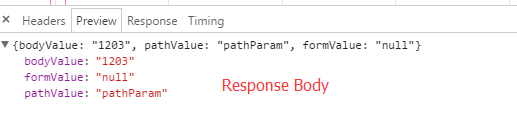 Headers Preview Response Timing
{bodyValue: "1203", pathValue: "pathParam", formValue: "null"}
bodyValue: "1203"
formValue: "null"
pathValue: "pathParam"
Response Body